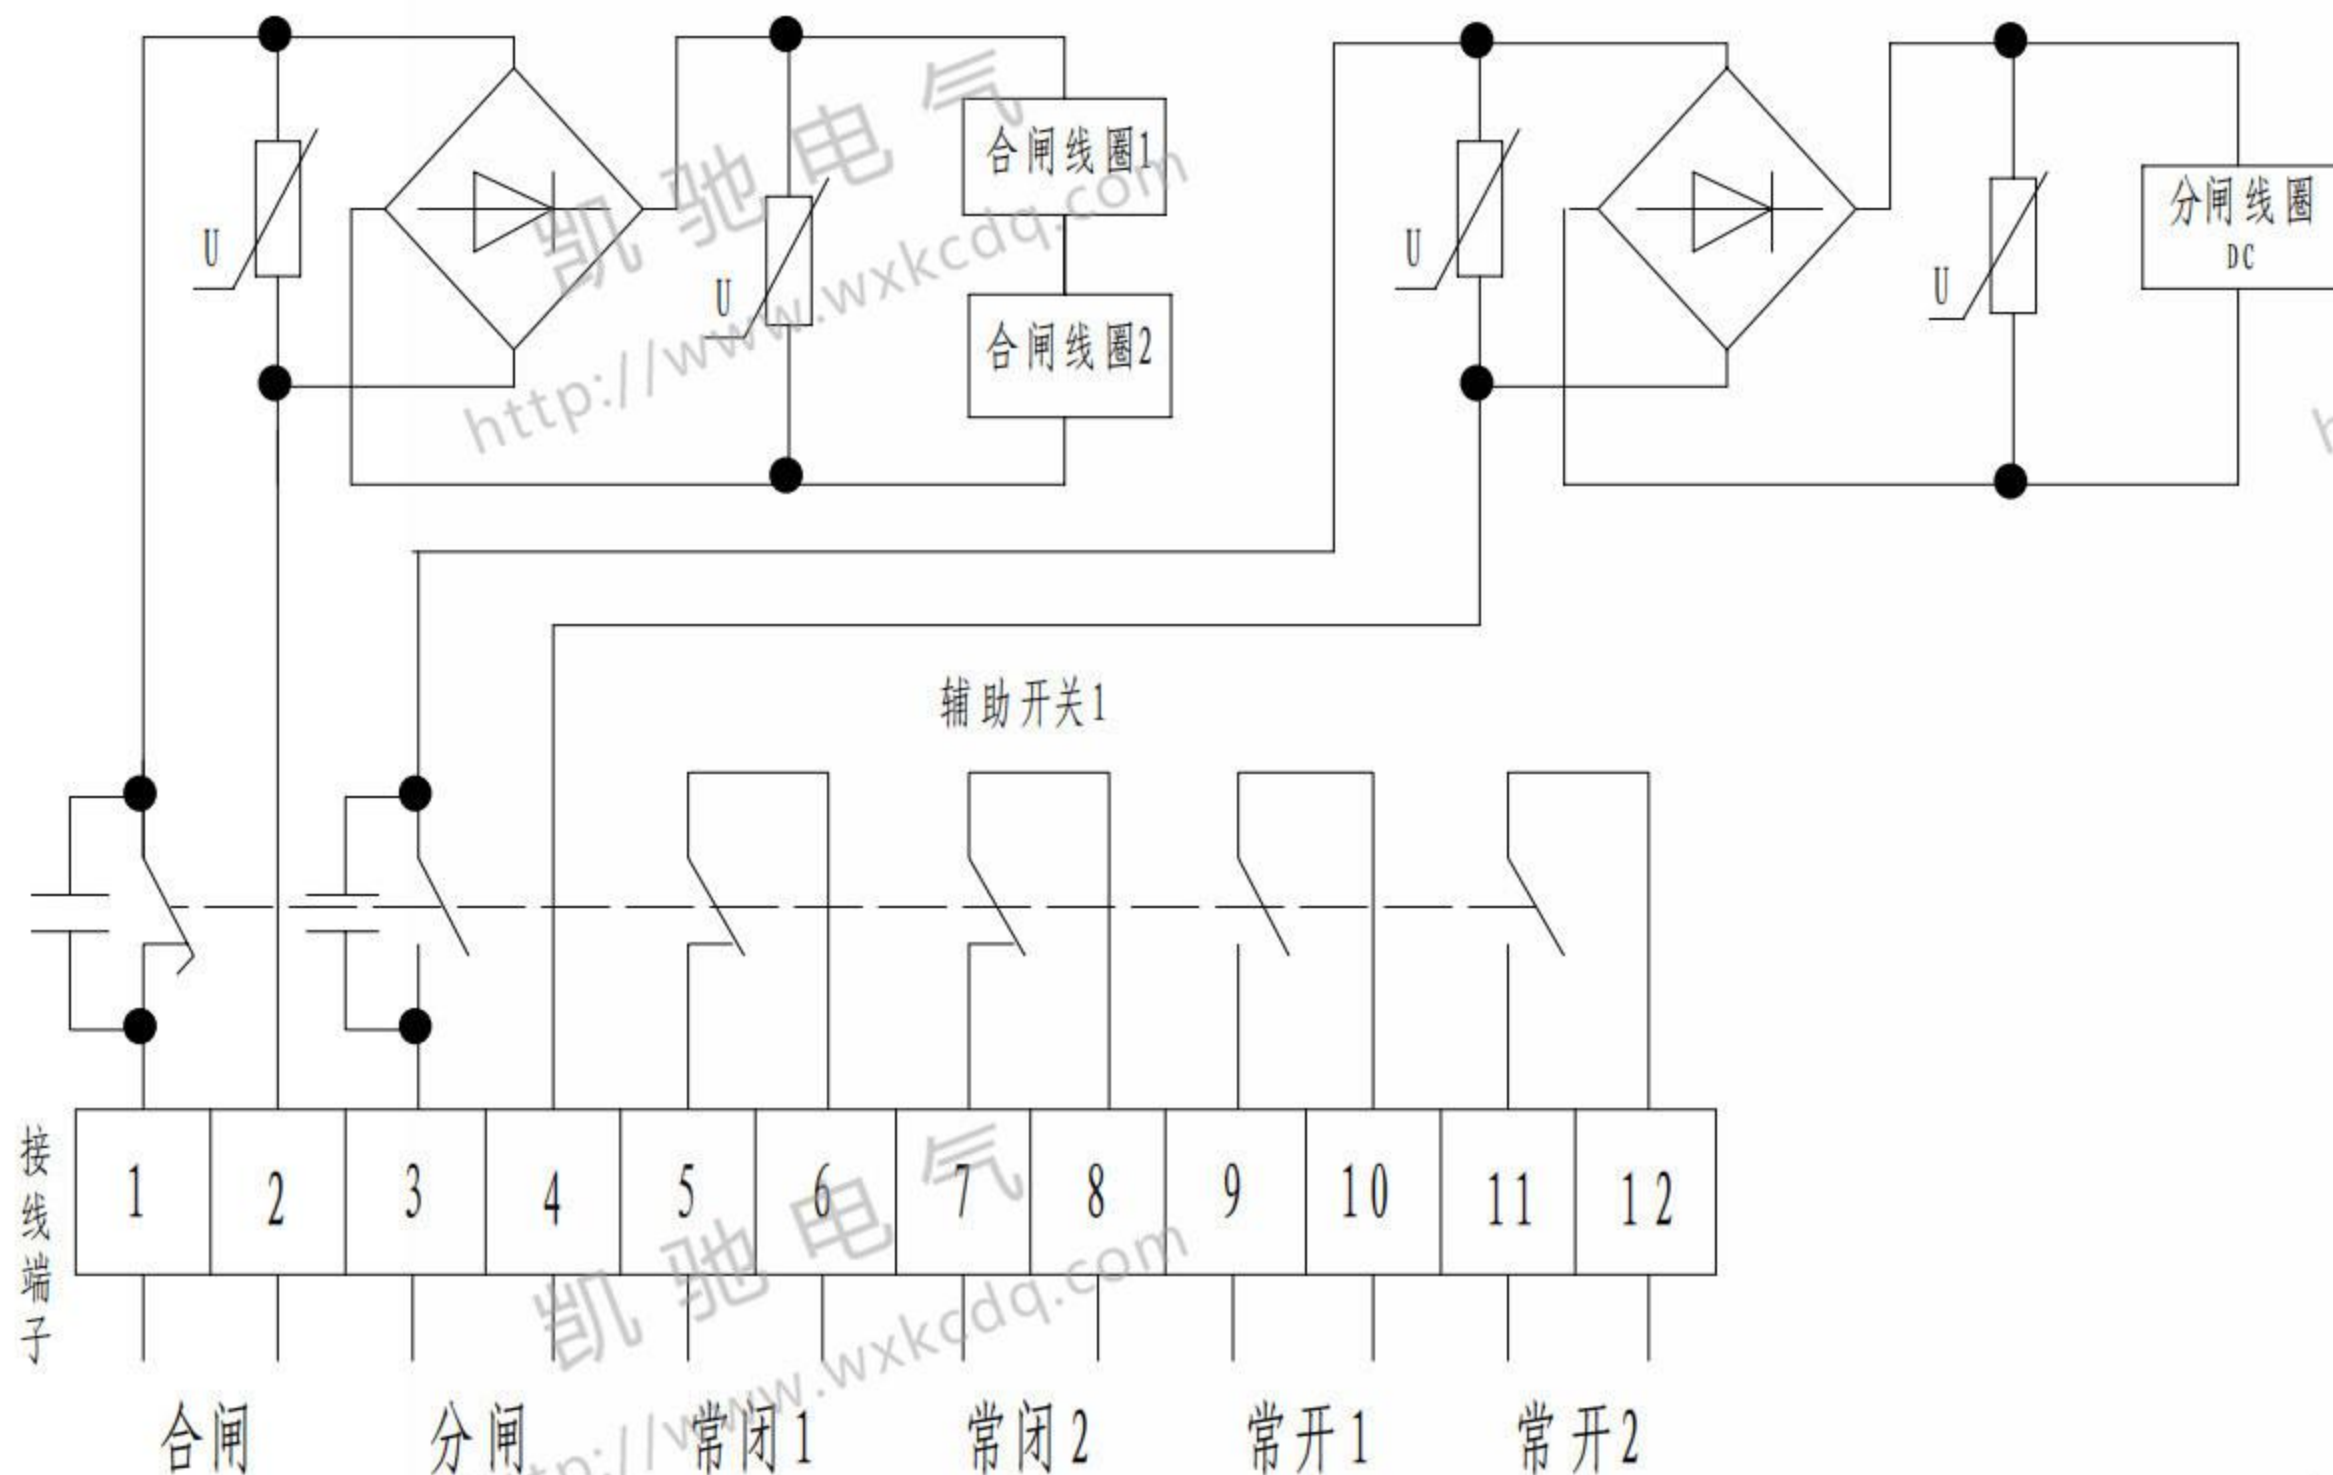 凯驰电气
http://www.wxkcdq.com
合闸线圈1
合闸线圈2
U
U
U
U
分闸线圈
DC
h
辅助开关1
接线端子
1 2 3 4 5 6 7 8 9 10 11 12
凯驰电气
http://www.wxkcdq.com
合闸 分闸 常闭1 常闭2 常开1 常开2